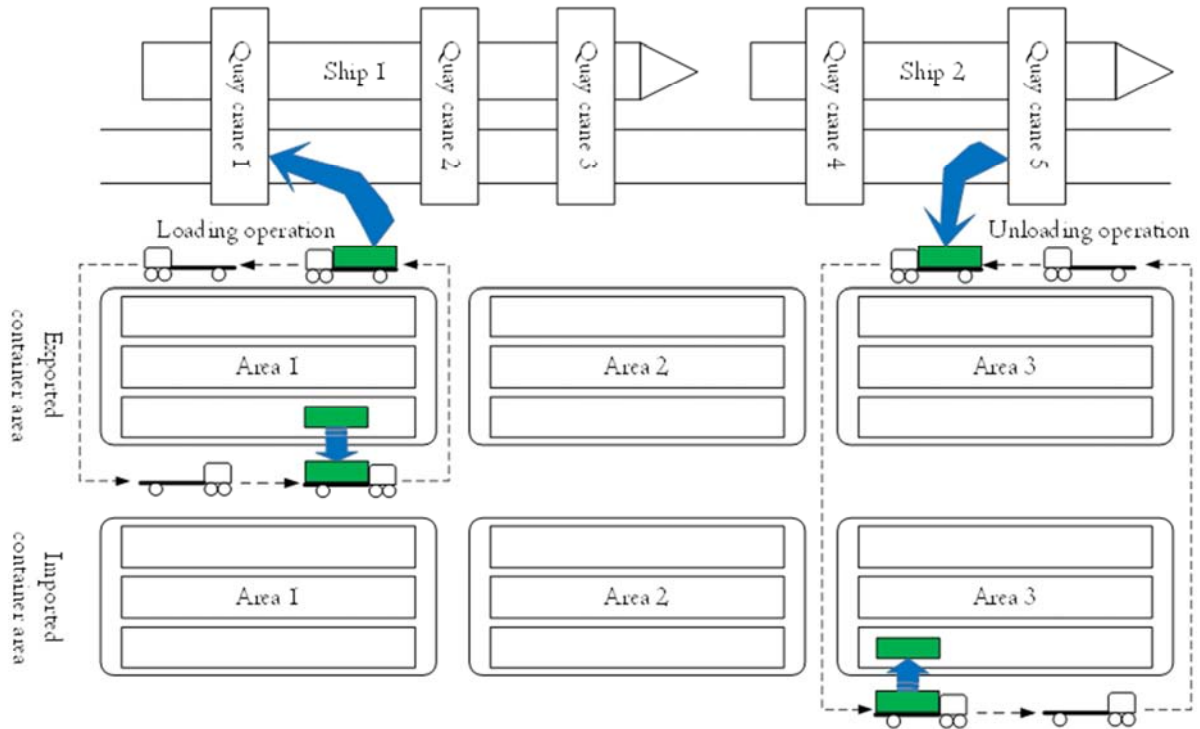 Quay crane 1
Ship 1
Quay crane 2
Quay crane 3
Quay crane 4
Ship 2
Quay crane 5
Loading operation
Unloading operation
Exported
container area
Area 1
Area 2
Area 3
Imported
container area
Area 1
Area 2
Area 3